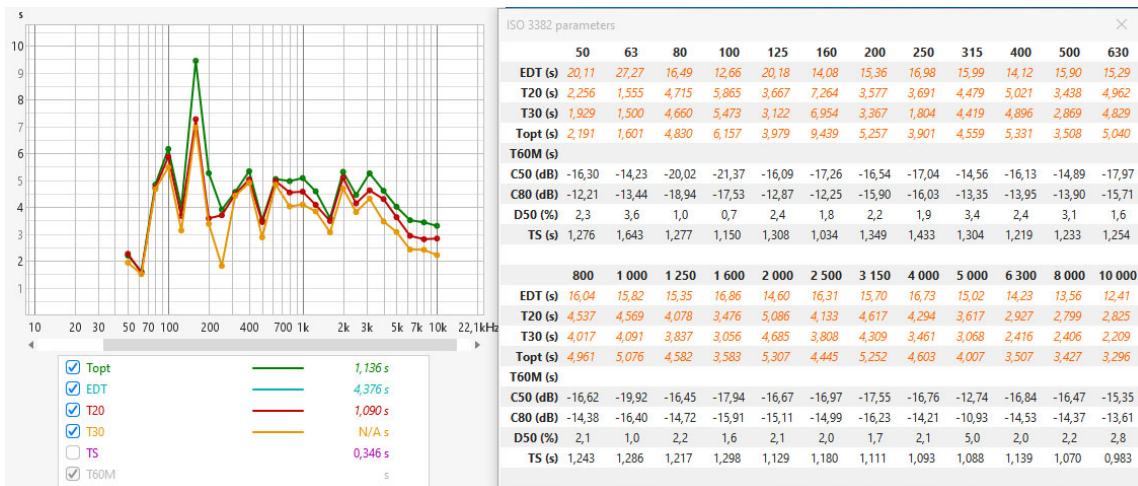 s
10
9
8
7
6
5
4
3
2
1
10 20 30 50 70 100 200 400 700 1k 2k 3k 5k 7k 10k 22,1kHz
Topt 1,136 s
EDT 4,376 s
T20 1,090 s
T30 N/A s
TS 0,346 s
T60M s
ISO 3382 parameters
50 63 80 100 125 160 200 250 315 400 500 630
EDT (s) 20,11 27,27 16,49 12,66 20,18 14,08 15,36 16,98 15,99 14,12 15,90 15,29
T20 (s) 2,256 1,555 4,715 5,865 3,667 7,264 3,577 3,691 4,479 5,021 3,438 4,962
T30 (s) 1,929 1,500 4,660 5,473 3,122 6,954 3,367 1,804 4,419 4,896 2,869 4,829
Topt (s) 2,191 1,601 4,830 6,157 3,979 9,439 5,257 3,901 4,559 5,331 3,508 5,040
T60M (s)
C50 (dB) -16,30 -14,23 -20,02 -21,37 -16,09 -17,26 -16,54 -17,04 -14,56 -16,13 -14,89 -17,97
C80 (dB) -12,21 -13,44 -18,94 -17,53 -12,87 -12,25 -15,90 -16,03 -13,35 -13,95 -13,90 -15,71
D50 (%) 2,3 3,6 1,0 0,7 2,4 1,8 2,2 1,9 3,4 2,4 3,1 1,6
TS (s) 1,276 1,643 1,277 1,150 1,308 1,034 1,349 1,433 1,304 1,219 1,233 1,254
800 1 000 1 250 1 600 2 000 2 500 3 150 4 000 5 000 6 300 8 000 10 000
EDT (s) 16,04 15,82 15,35 16,86 14,60 16,31 15,70 16,73 15,02 14,23 13,56 12,41
T20 (s) 4,537 4,569 4,078 3,476 5,086 4,133 4,617 4,294 3,617 2,927 2,799 2,825
T30 (s) 4,017 4,091 3,837 3,056 4,685 3,808 4,309 3,461 3,068 2,416 2,406 2,209
Topt (s) 4,961 5,076 4,582 3,583 5,307 4,445 5,252 4,603 4,007 3,507 3,427 3,296
T60M (s)
C50 (dB) -16,62 -19,92 -16,45 -17,94 -16,67 -16,97 -17,55 -16,76 -12,74 -16,84 -16,47 -15,35
C80 (dB) -14,38 -16,40 -14,72 -15,91 -15,11 -14,99 -16,23 -14,21 -10,93 -14,53 -14,37 -13,61
D50 (%) 2,1 1,0 2,2 1,6 2,1 2,0 1,7 2,1 5,0 2,0 2,2 2,8
TS (s) 1,243 1,286 1,217 1,298 1,129 1,180 1,111 1,093 1,088 1,139 1,070 0,983